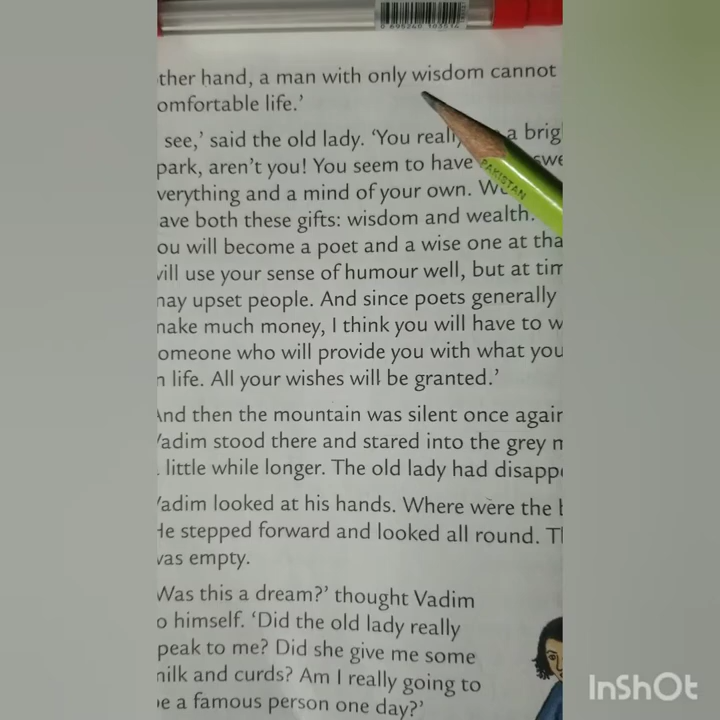 ther hand, a man with only wisdom cannot
omfortable life.’
see,’ said the old lady. ‘You really a brig
park, aren’t you! You seem to have swe
verything and a mind of your own. W
ave both these gifts: wisdom and wealth.
ou will become a poet and a wise one at tha
vill use your sense of humour well, but at tim
nay upset people. And since poets generally
nake much money, I think you will have to w
omeone who will provide you with what you
n life. All your wishes will be granted.’
And then the mountain was silent once again
Vadim stood there and stared into the grey m
little while longer. The old lady had disappe
Vadim looked at his hands. Where were the b
He stepped forward and looked all round. Th
was empty.
Was this a dream?’ thought Vadim
o himself. ‘Did the old lady really
peak to me? Did she give me some
nilk and curds? Am I really going to
be a famous person one day?’
PAKISTAN
InShOt